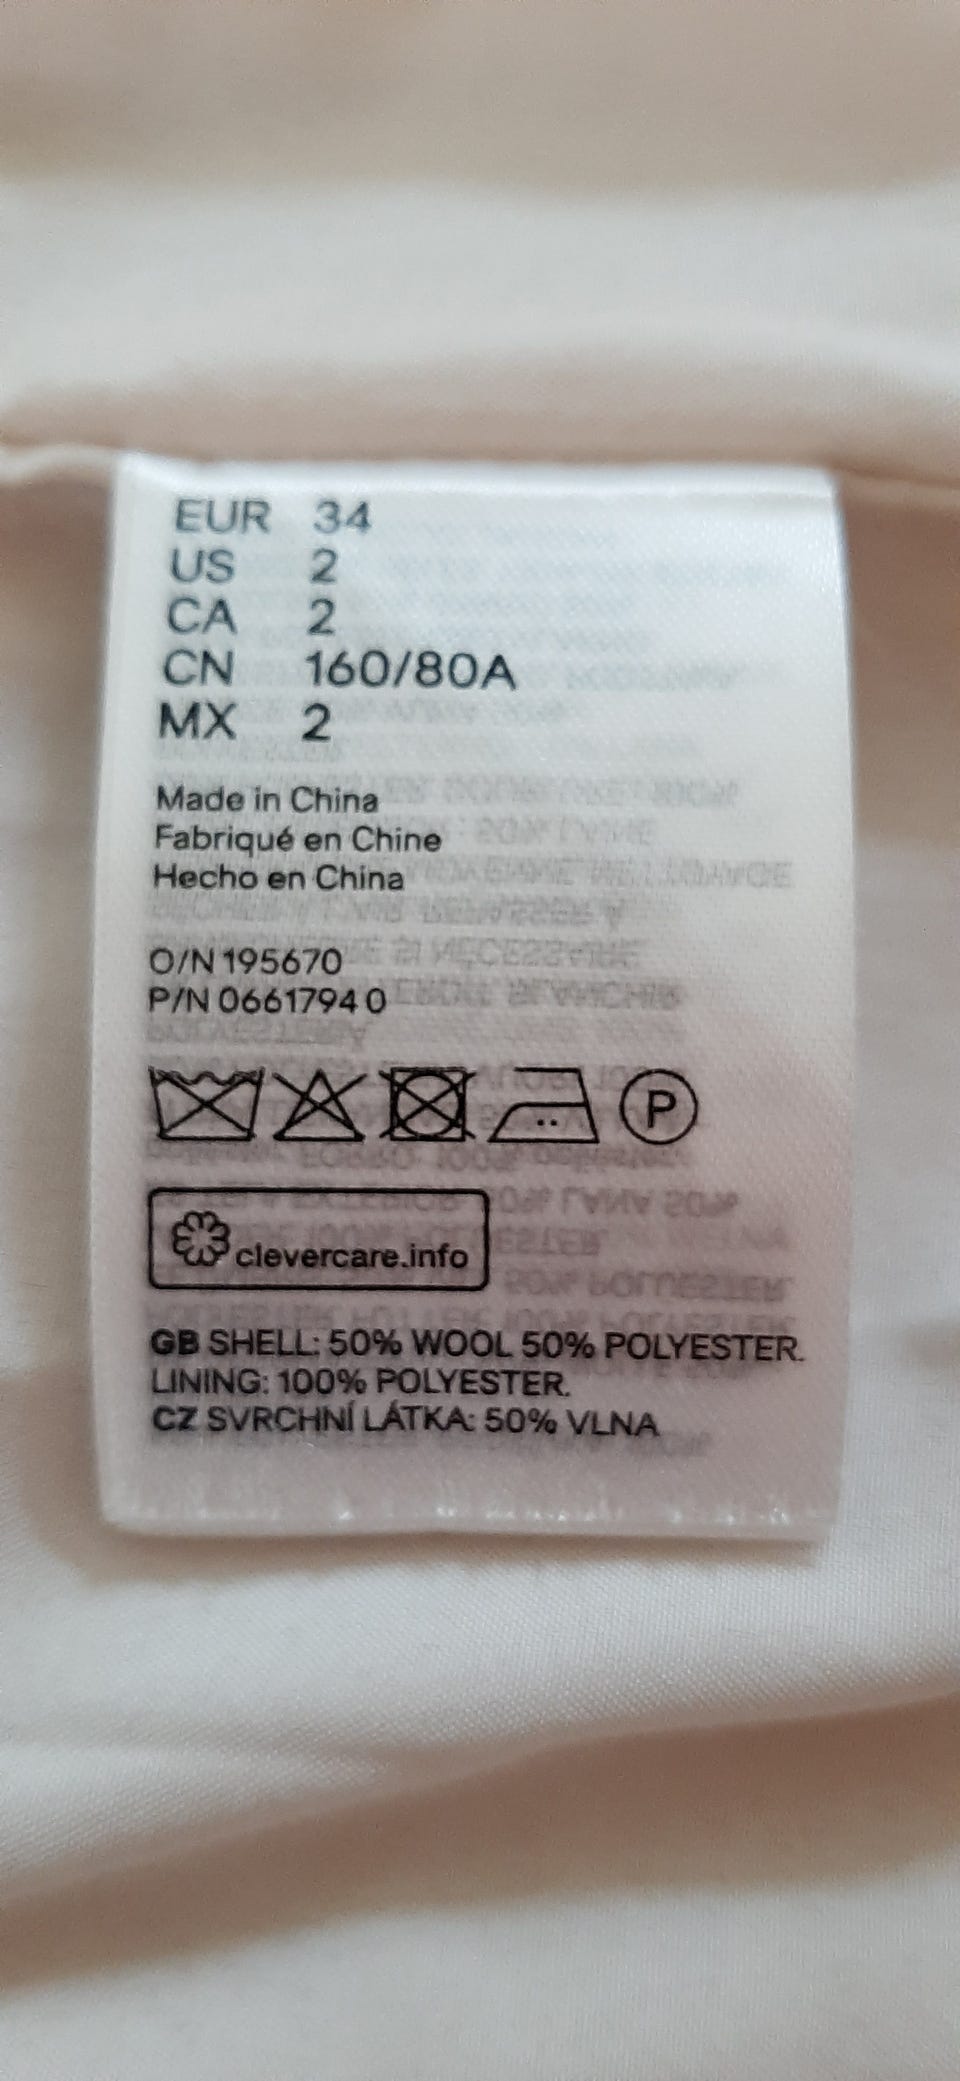 EUR 34
US 2
CA 2
CN 160/80A
MX 2
Made in China
Fabriqué en Chine
Hecho en China
O/N 195670
P/N 0661794 0
P
clevercare.info
GB SHELL: 50% WOOL 50% POLYESTER.
LINING: 100% POLYESTER.
CZ SVRCHNÍ LÁTKA: 50% VLNA